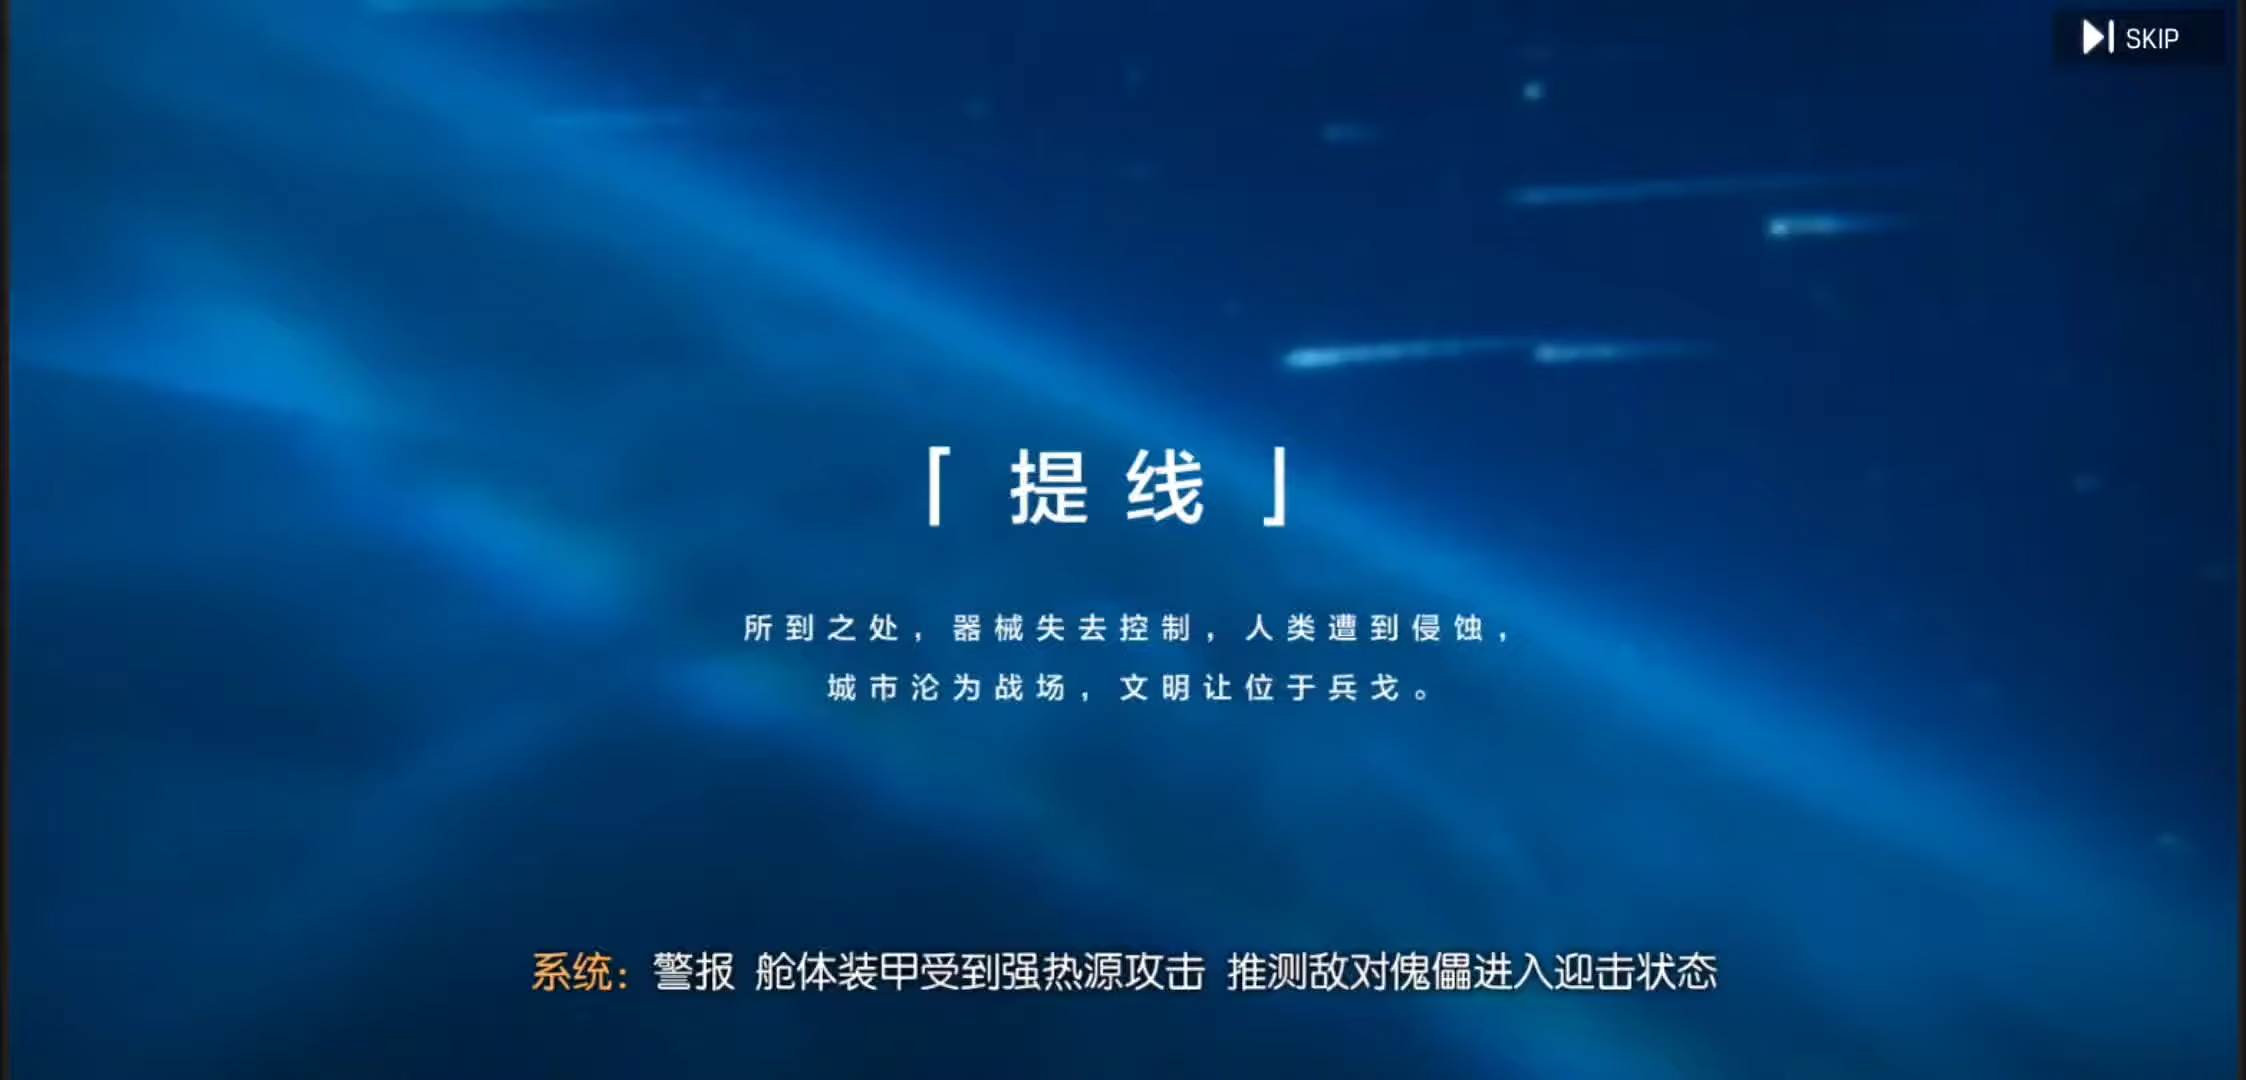 SKIP
「提线」
所到之处，器械失去控制，人类遭到侵蚀，
城市沦为战场，文明让位于兵戈。
系统：警报 舱体装甲受到强热源攻击 推测敌对傀儡进入迎击状态